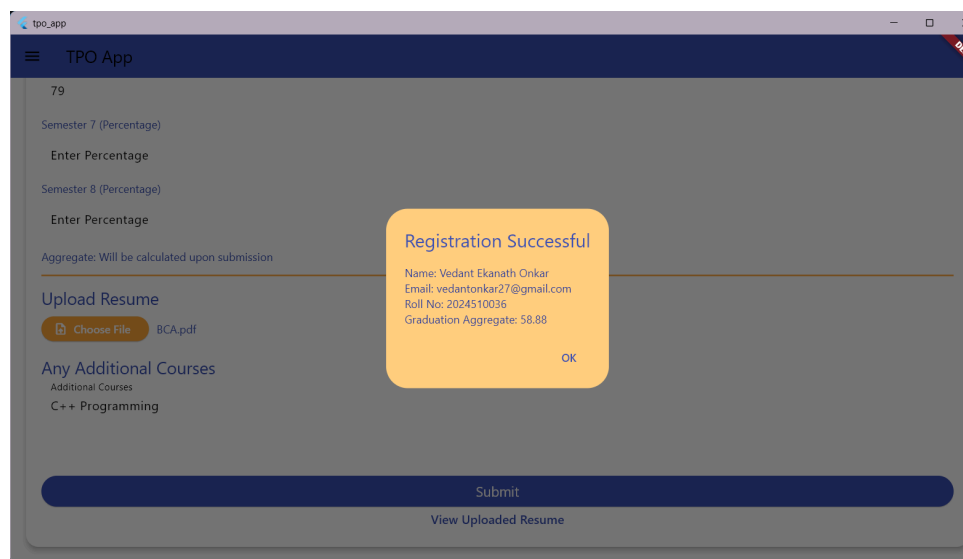 tpo_app
TPO App
79
Semester 7 (Percentage)
Enter Percentage
Semester 8 (Percentage)
Enter Percentage
Aggregate: Will be calculated upon submission
Upload Resume
Choose File BCA.pdf
Any Additional Courses
Additional Courses
C++ Programming
Submit
View Uploaded Resume
Registration Successful
Name: Vedant Ekanath Onkar
Email: vedantonkar27@gmail.com
Roll No: 2024510036
Graduation Aggregate: 58.88
OK